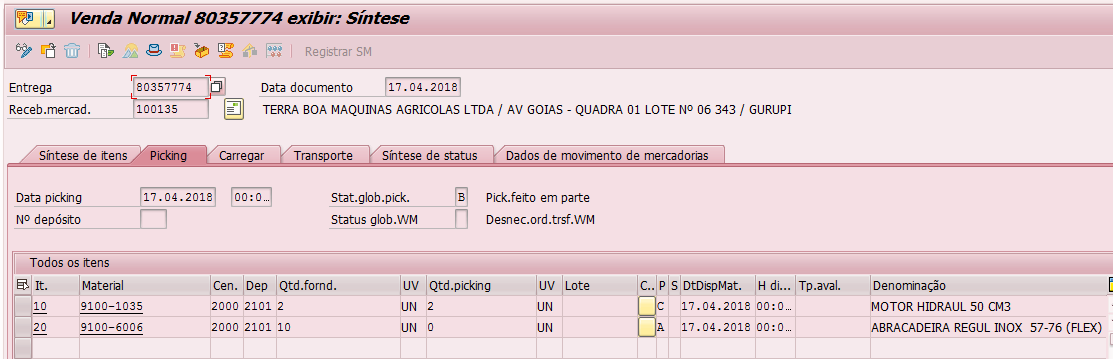 Venda Normal 80357774 exibir: Síntese
Registrar SM
Entrega 80357774 Data documento 17.04.2018
Receb.mercad. 100135 TERRA BOA MAQUINAS AGRICOLAS LTDA / AV GOIAS - QUADRA 01 LOTE Nº 06 343 / GURUPI
Síntese de itens Picking Carregar Transporte Síntese de status Dados de movimento de mercadorias
Data picking 17.04.2018 00:0… Stat.glob.pick. B Pick.feito em parte
Nº depósito Status glob.WM Desnec.ord.trsf.WM
Todos os itens
It. Material Cen. Dep Qtd.fornd. UV Qtd.picking UV Lote C.. P S DtDispMat. H di... Tp.aval. Denominação
10 9100-1035 2000 2101 2 UN 2 UN C 17.04.2018 00:0… MOTOR HIDRAUL 50 CM3
20 9100-6006 2000 2101 10 UN 0 UN A 17.04.2018 00:0… ABRACADEIRA REGUL INOX 57-76 (FLEX)